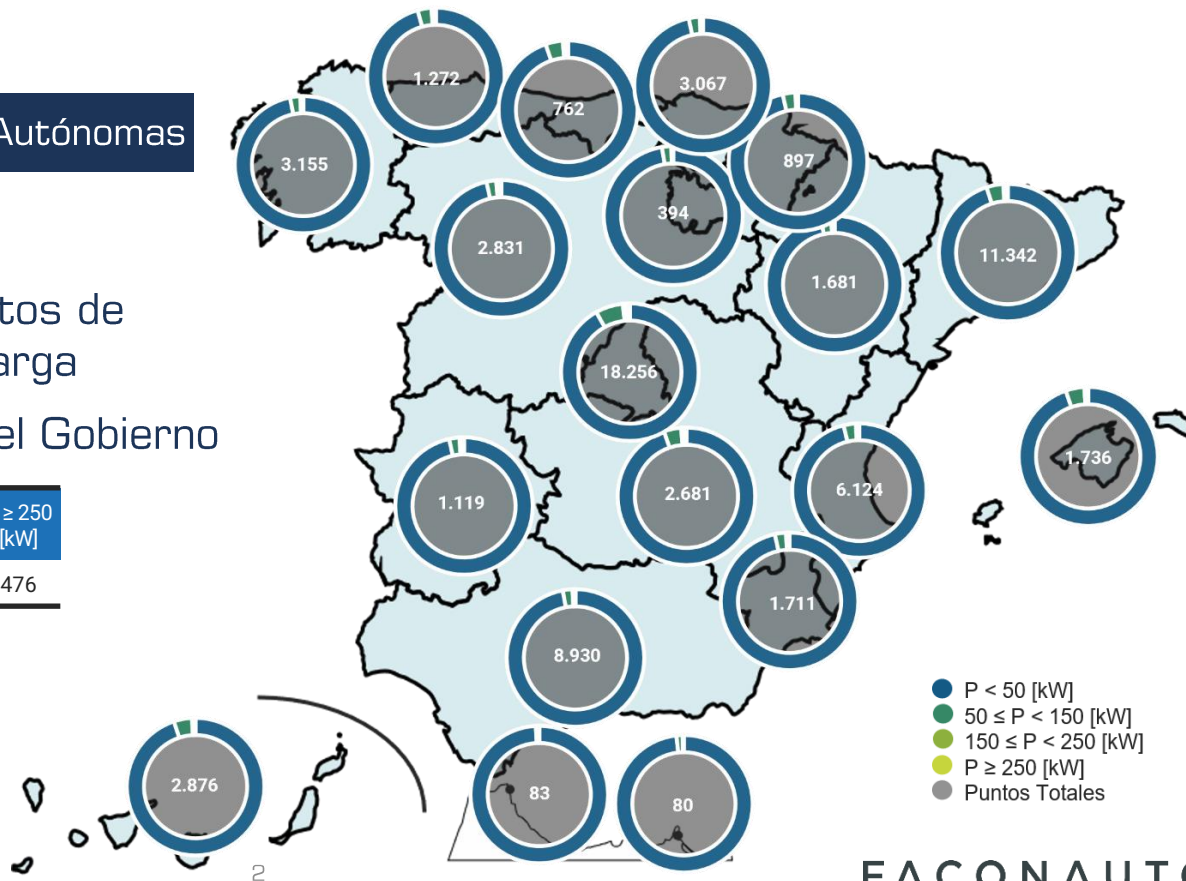 Autónomas
tos de
arga
el Gobierno
≥ 250
[kW]
476
1.272
762
3.067
3.155
897
394
2.831
11.342
1.681
18.256
1.736
1.119
2.681
6.124
1.711
8.930
2.876
83
80
P < 50 [kW]
50 ≤ P < 150 [kW]
150 ≤ P < 250 [kW]
P ≥ 250 [kW]
Puntos Totales
2
FACONAUTO